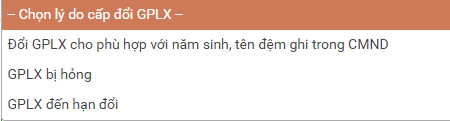 – Chọn lý do cấp đổi GPLX –
Đổi GPLX cho phù hợp với năm sinh, tên đệm ghi trong CMND
GPLX bị hỏng
GPLX đến hạn đổi